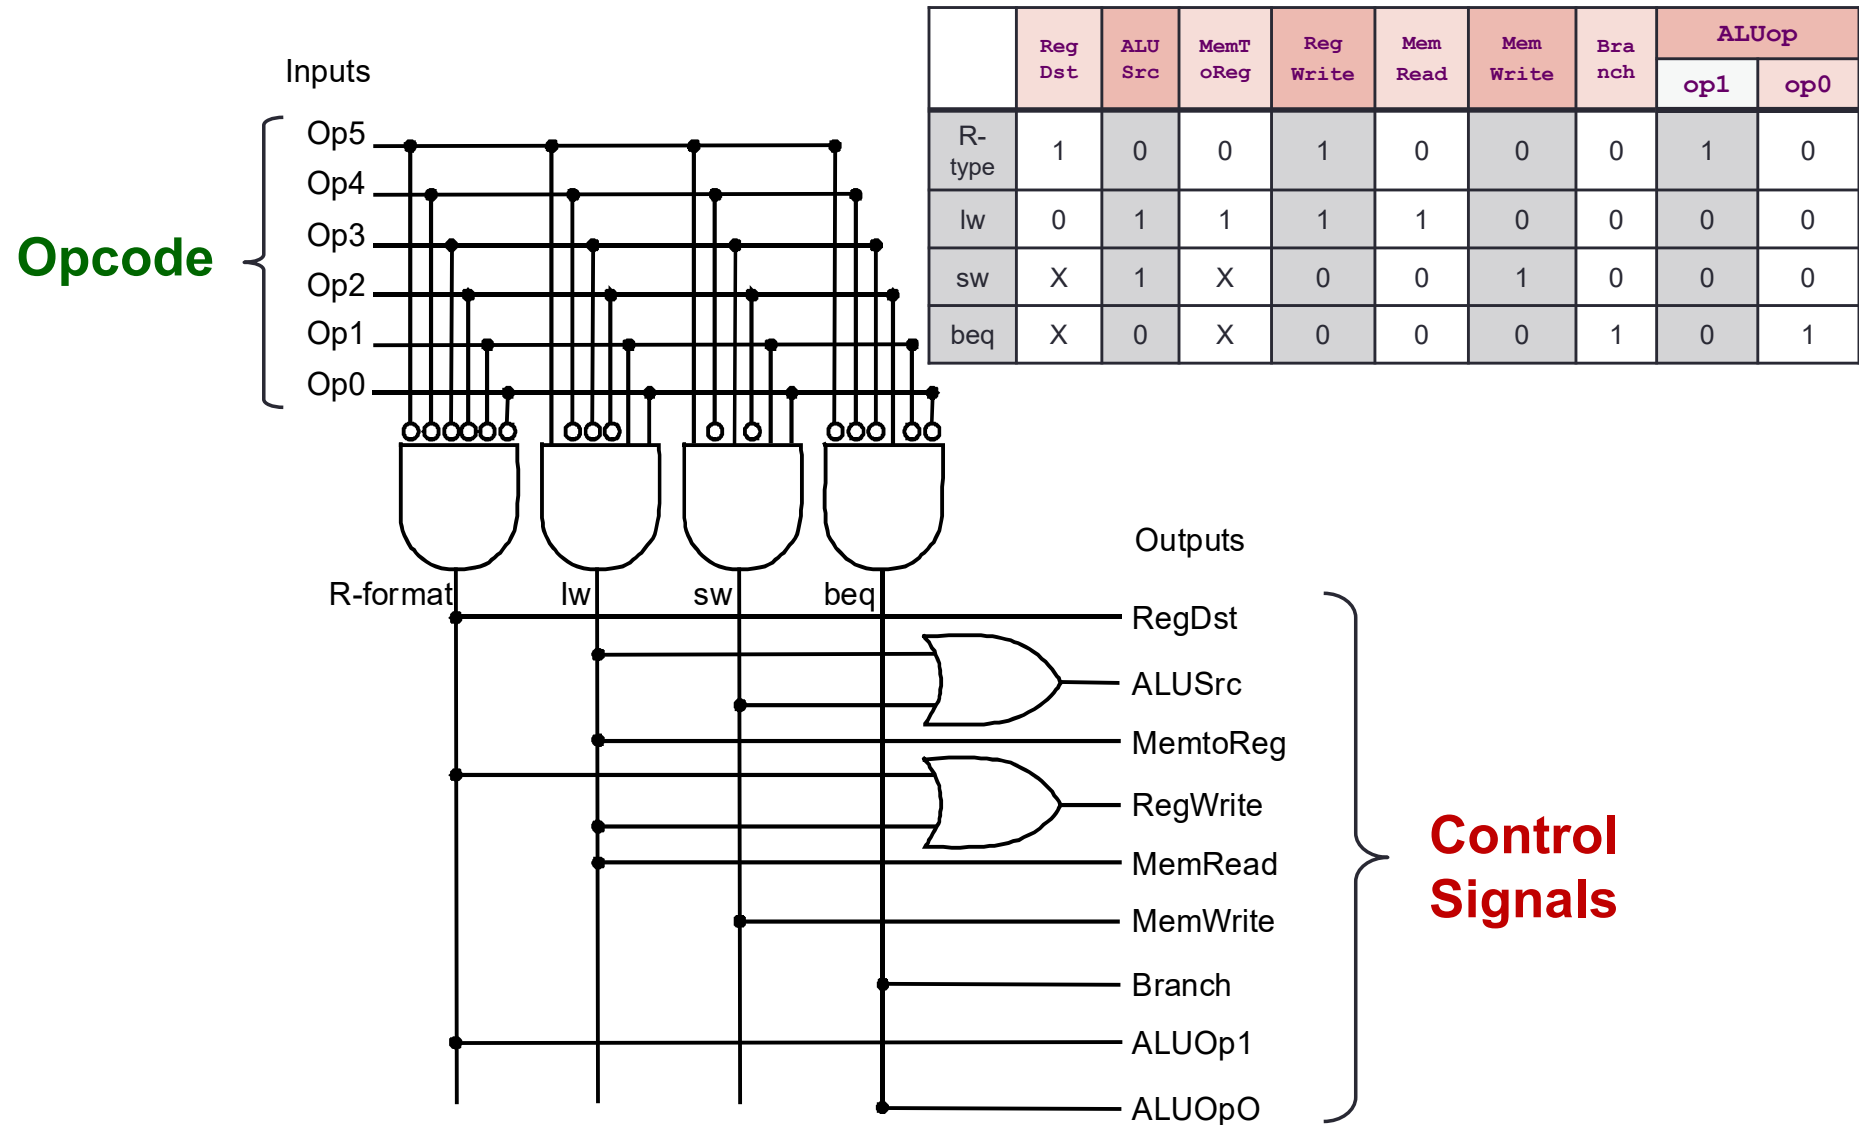 Reg ALU MemT Reg Mem Mem Bra ALUop
Dst Src oReg Write Read Write nch
op1 op0
R-
type 1 0 0 1 0 0 0 1 0
lw 0 1 1 1 1 0 0 0 0
sw X 1 X 0 0 1 0 0 0
beq X 0 X 0 0 0 1 0 1
Inputs
Op5
Op4
Op3
Op2
Op1
Op0
Opcode
R-format lw sw beq
Outputs
RegDst
ALUSrc
MemtoReg
RegWrite
MemRead
MemWrite
Branch
ALUOp1
ALUOpO
Control
Signals